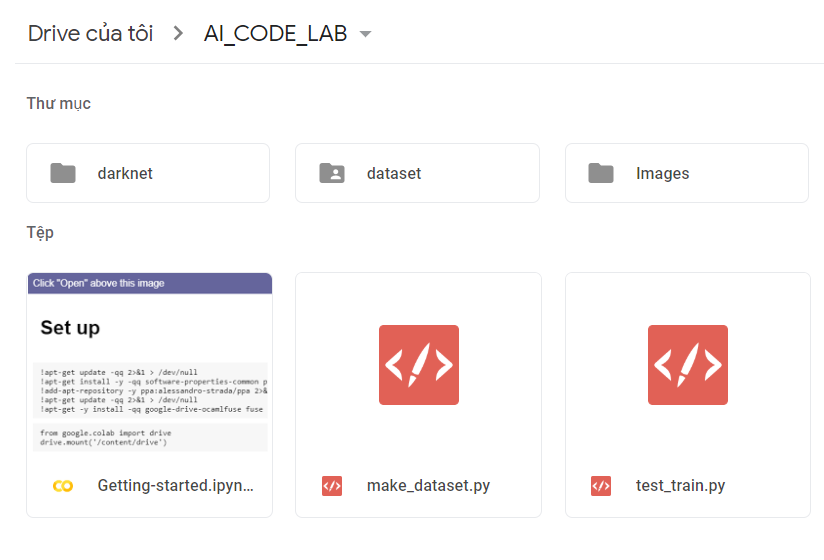 Drive của tôi > AI_CODE_LAB
Thư mục
darknet
dataset
Images
Tệp
Click "Open" above this image
Set up
!apt-get update -qq 2>&1 > /dev/null
!apt-get install -y -qq software-properties-common p
!add-apt-repository -y ppa:alessandro-strada/ppa 2>&
!apt-get update -qq 2>&1 > /dev/null
!apt-get -y install -qq google-drive-ocamlfuse fuse
from google.colab import drive
drive.mount('/content/drive')
Getting-started.ipyn...
make_dataset.py
test_train.py